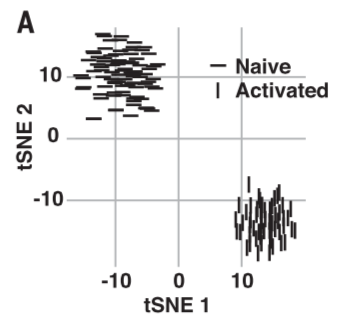 A
Naive
Activated
10
0
-10
tSNE 2
-10 0 10
tSNE 1